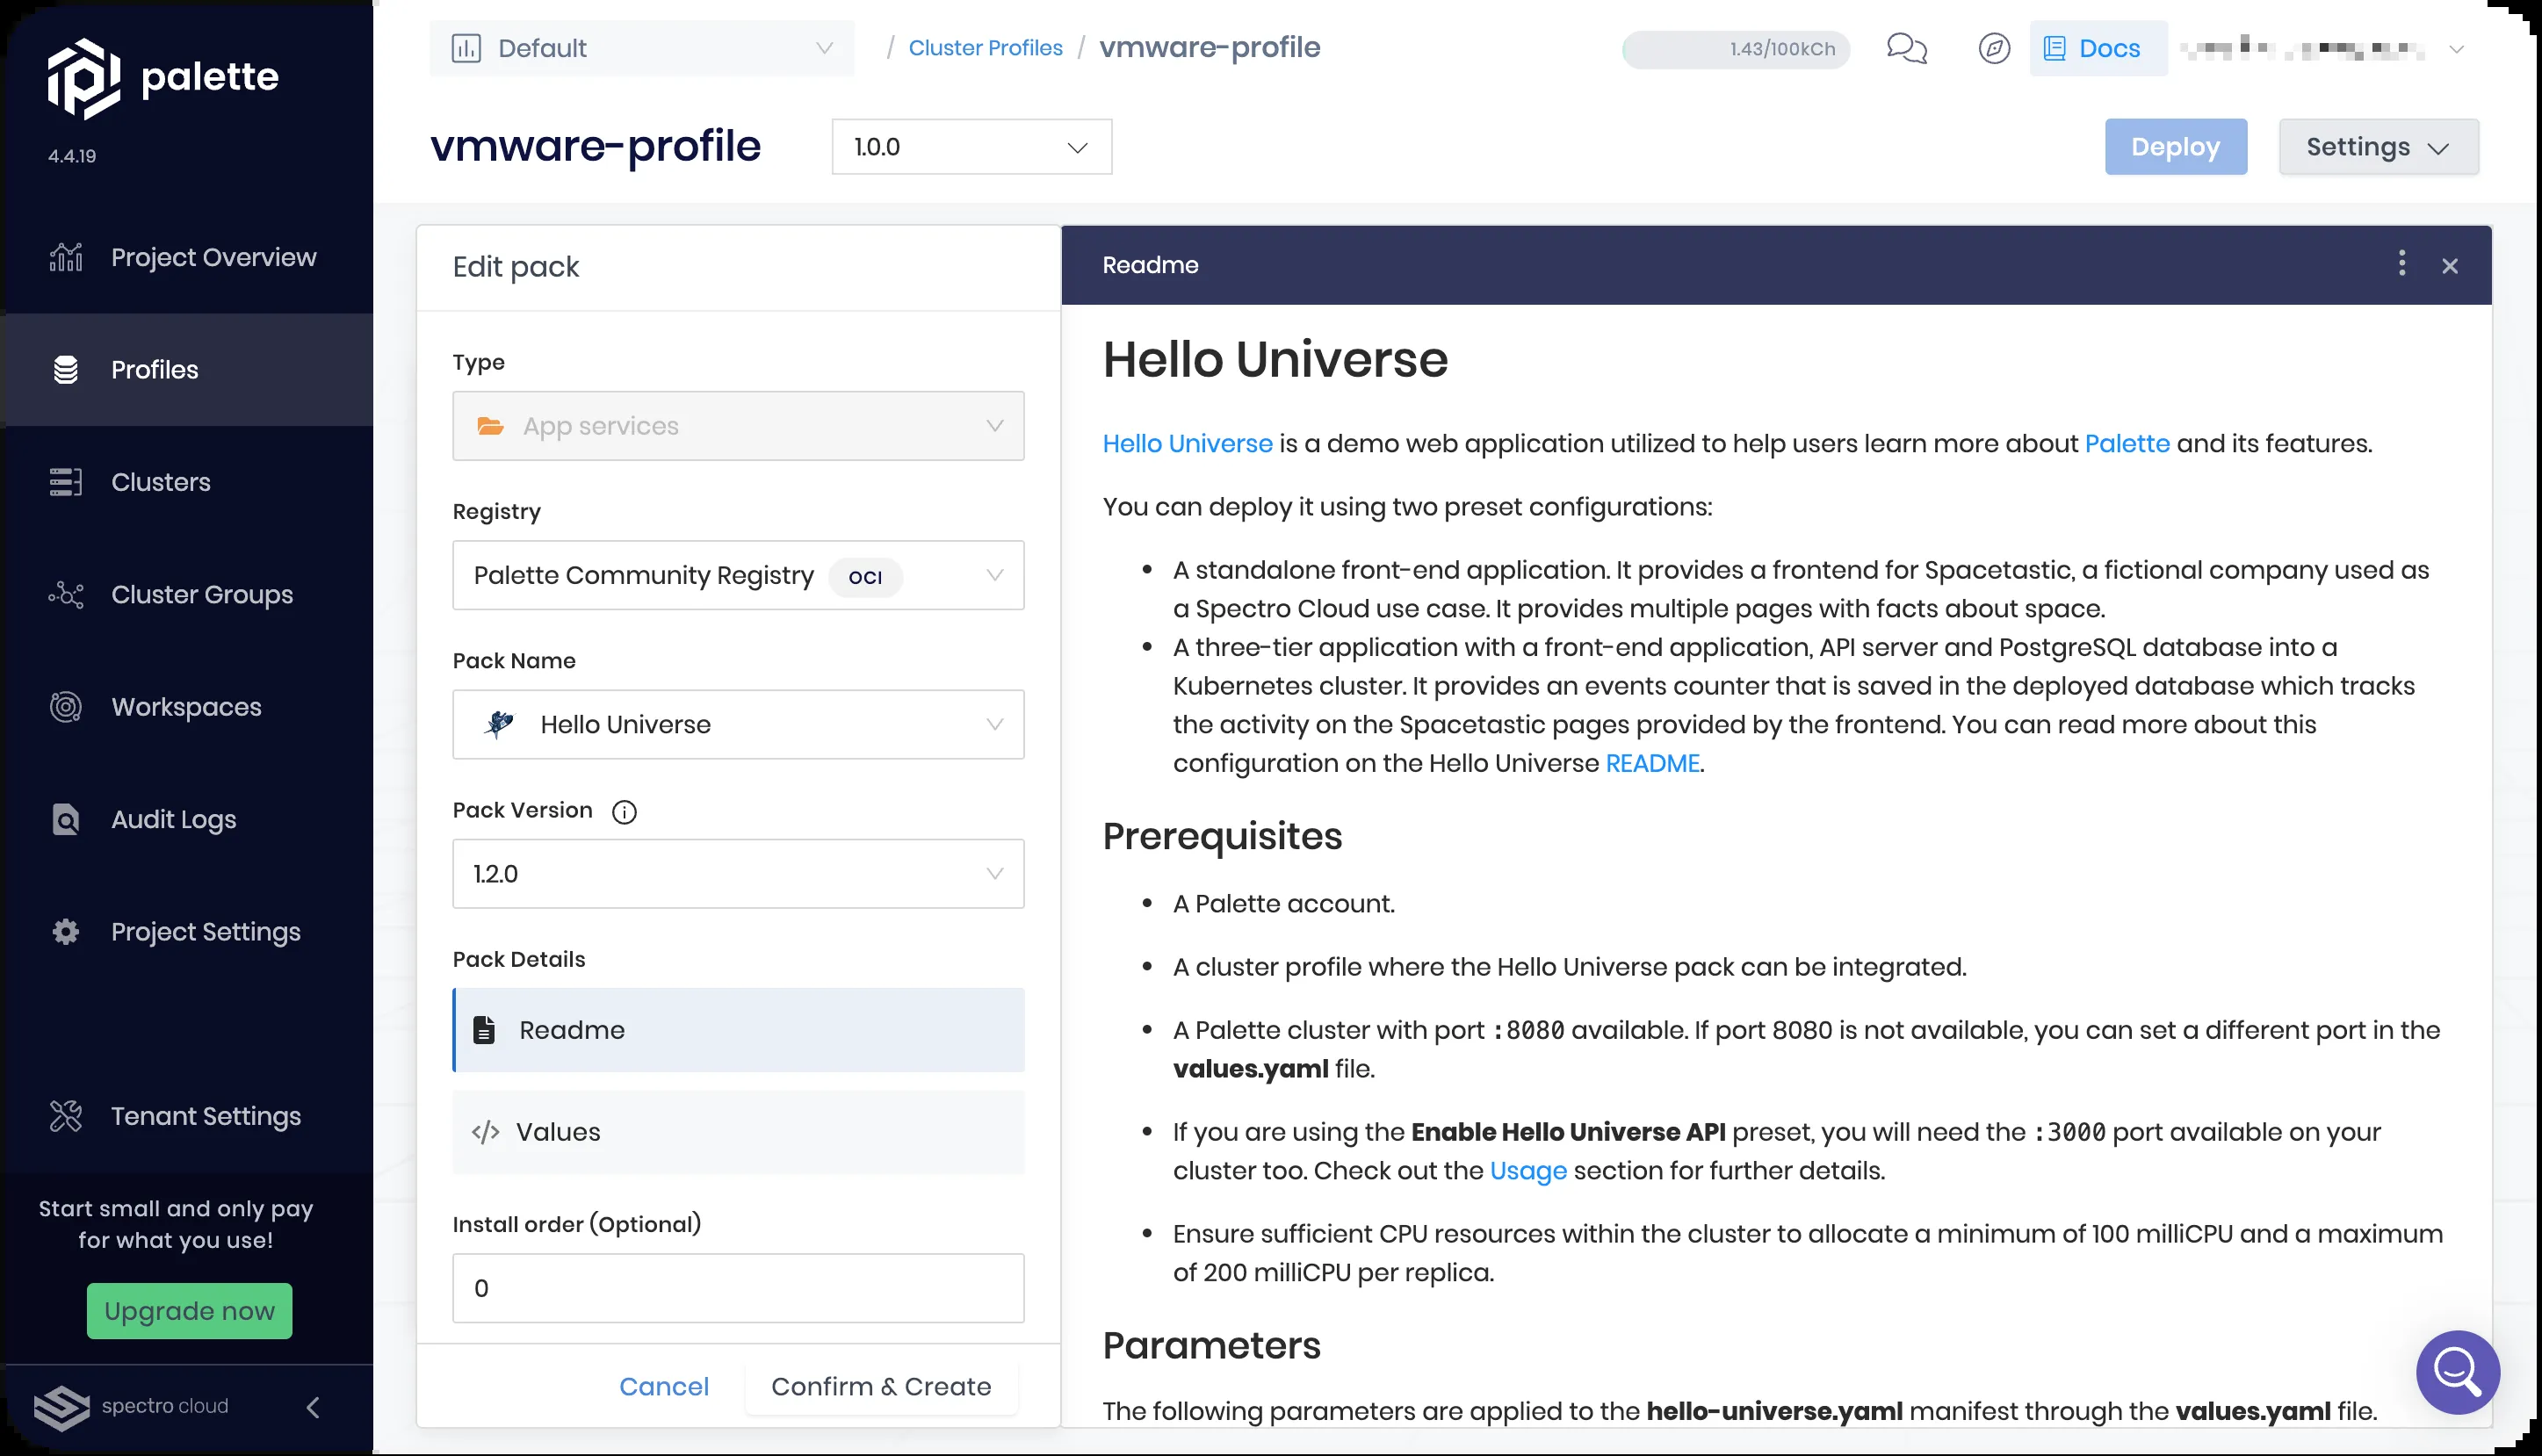 palette
4.4.19
Project Overview
Profiles
Clusters
Cluster Groups
Workspaces
Audit Logs
Project Settings
Tenant Settings
Start small and only pay
for what you use!
Upgrade now
spectro cloud
Default
/ Cluster Profiles / vmware-profile
1.43/100kCh
Docs
vmware-profile
1.0.0
Deploy
Settings
Edit pack
Type
App services
Registry
Palette Community Registry OCI
Pack Name
Hello Universe
Pack Version
1.2.0
Pack Details
Readme
</> Values
Install order (Optional)
0
Cancel
Confirm & Create
Readme
Hello Universe
Hello Universe is a demo web application utilized to help users learn more about Palette and its features.
You can deploy it using two preset configurations:
• A standalone front-end application. It provides a frontend for Spacetastic, a fictional company used as
a Spectro Cloud use case. It provides multiple pages with facts about space.
• A three-tier application with a front-end application, API server and PostgreSQL database into a
Kubernetes cluster. It provides an events counter that is saved in the deployed database which tracks
the activity on the Spacetastic pages provided by the frontend. You can read more about this
configuration on the Hello Universe README.
Prerequisites
• A Palette account.
• A cluster profile where the Hello Universe pack can be integrated.
• A Palette cluster with port :8080 available. If port 8080 is not available, you can set a different port in the
values.yaml file.
• If you are using the Enable Hello Universe API preset, you will need the :3000 port available on your
cluster too. Check out the Usage section for further details.
• Ensure sufficient CPU resources within the cluster to allocate a minimum of 100 milliCPU and a maximum
of 200 milliCPU per replica.
Parameters
The following parameters are applied to the hello-universe.yaml manifest through the values.yaml file.